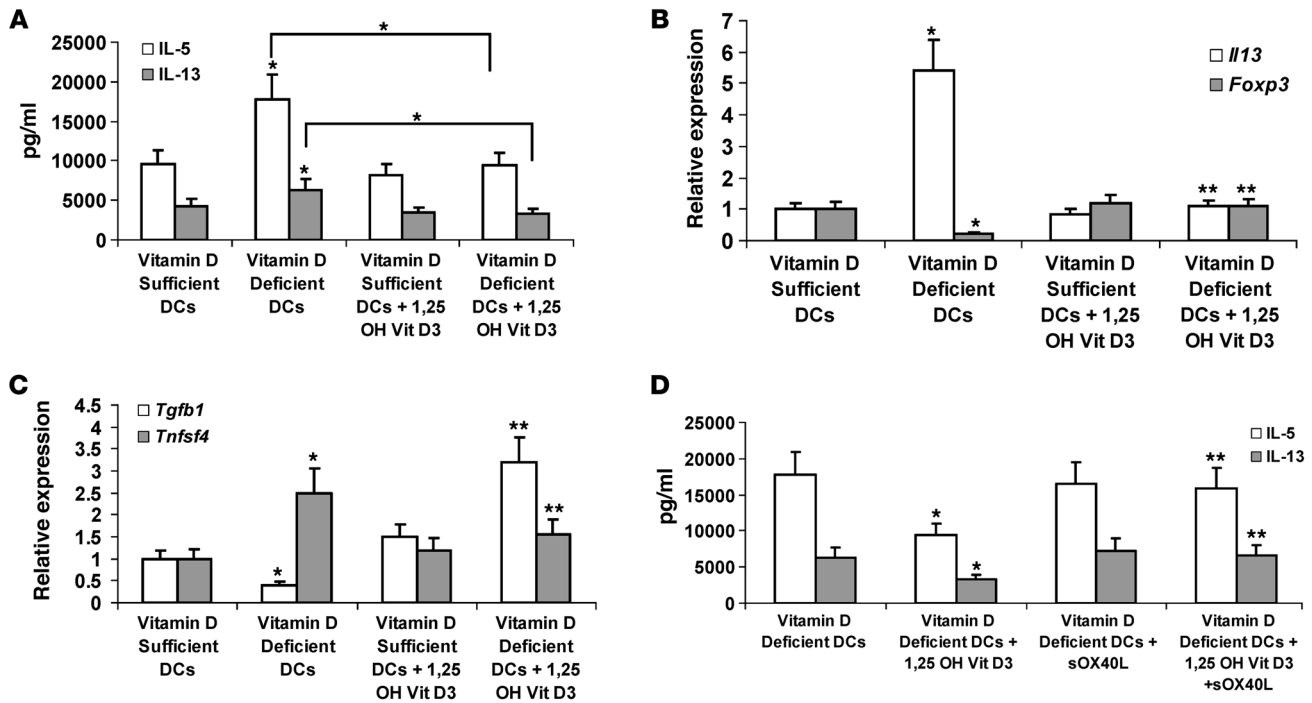 A
25000
20000
15000
10000
5000
0
pg/ml
IL-5
IL-13
*
*
*
*
Vitamin D
Sufficient
DCs
Vitamin D
Deficient
DCs
Vitamin D
Sufficient
DCs + 1,25
OH Vit D3
Vitamin D
Deficient
DCs + 1,25
OH Vit D3
B
7
6
5
4
3
2
1
0
Relative expression
Il13
Foxp3
*
*
**
**
Vitamin D
Sufficient
DCs
Vitamin D
Deficient
DCs
Vitamin D
Sufficient
DCs + 1,25
OH Vit D3
Vitamin D
Deficient
DCs + 1,25
OH Vit D3
C
4.5
4
3.5
3
2.5
2
1.5
1
0.5
0
Relative expression
Tgfb1
Tnfsf4
*
*
**
**
Vitamin D
Sufficient
DCs
Vitamin D
Deficient
DCs
Vitamin D
Sufficient
DCs + 1,25
OH Vit D3
Vitamin D
Deficient
DCs + 1,25
OH Vit D3
D
25000
20000
15000
10000
5000
0
pg/ml
IL-5
IL-13
*
*
**
**
Vitamin D
Deficient DCs
Vitamin D
Deficient DCs +
1,25 OH Vit D3
Vitamin D
Deficient DCs +
sOX40L
Vitamin D
Deficient DCs +
1,25 OH Vit D3
+sOX40L